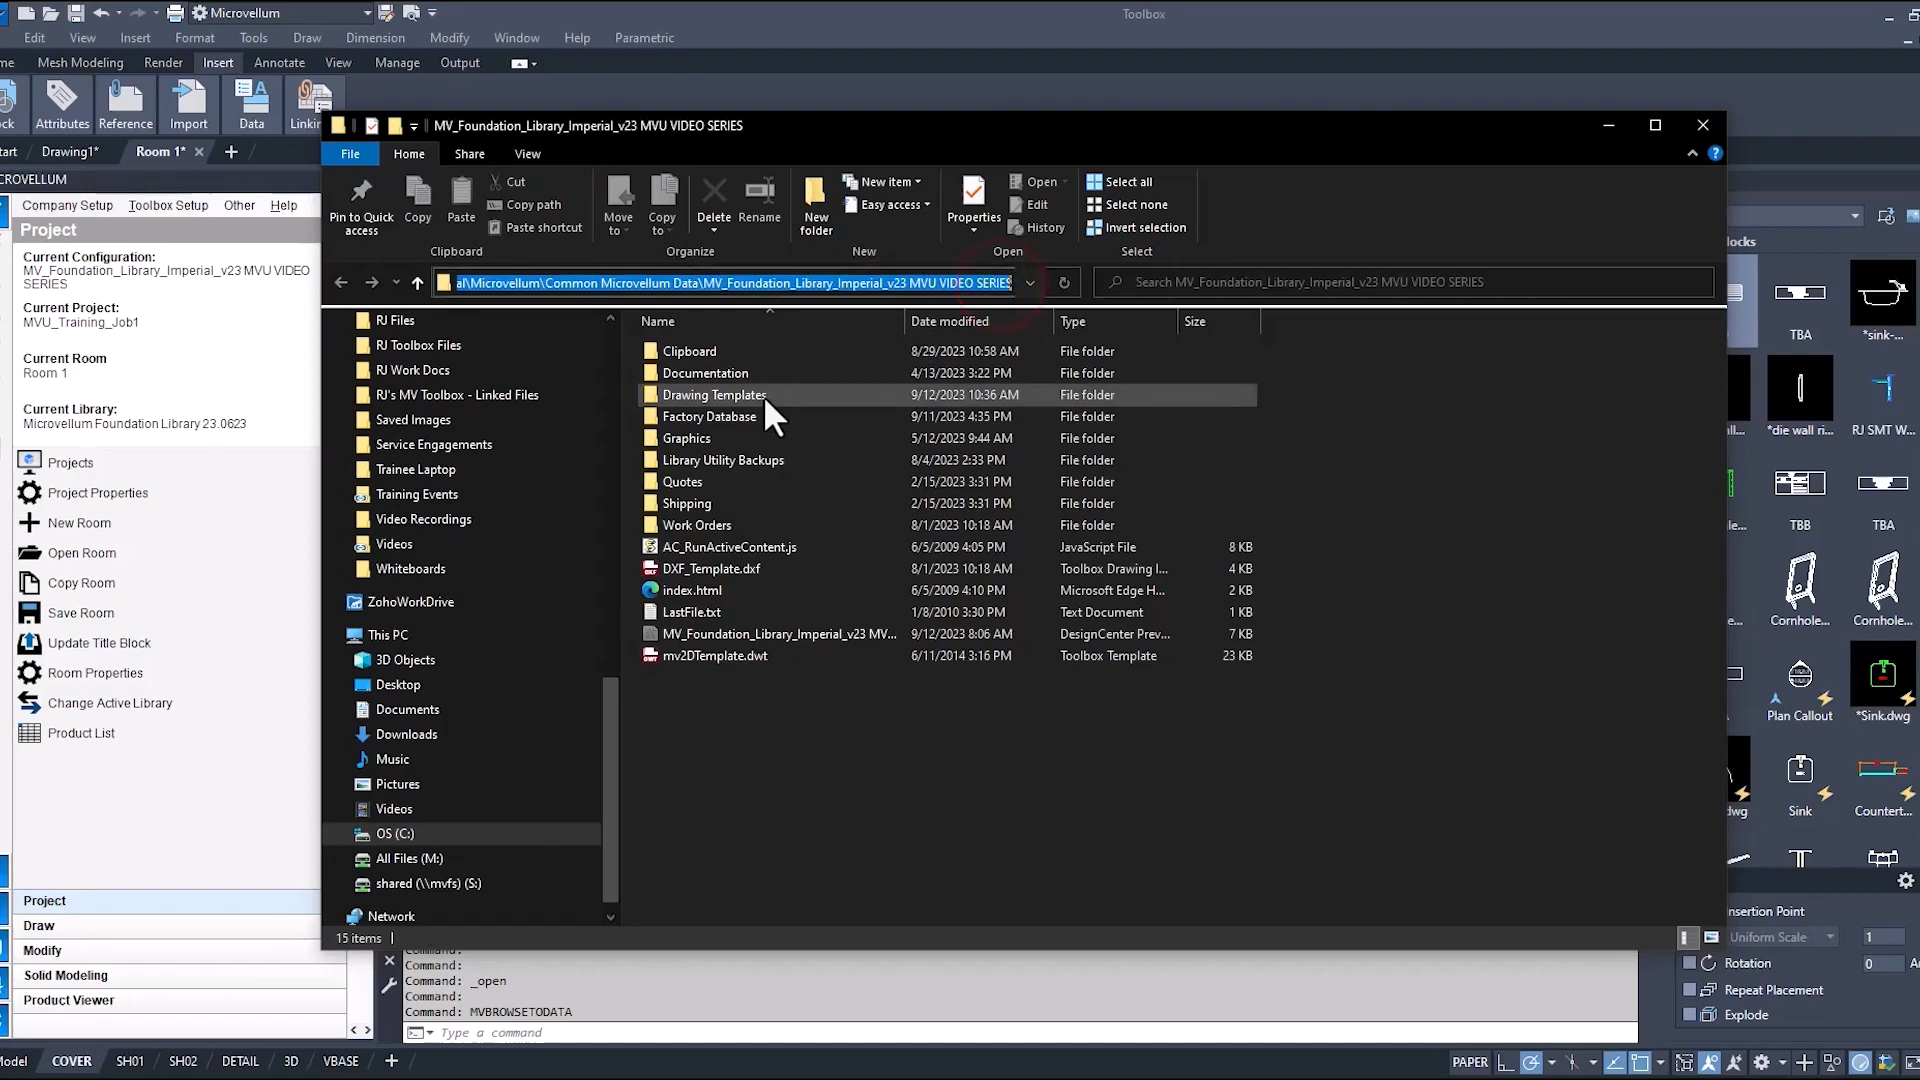 Microvellum
Toolbox
Edit View Insert Format Tools Draw Dimension Modify Window Help Parametric
me Mesh Modeling Render Insert Annotate View Manage Output
ock Attributes Reference Import Data Linkin
tart Drawing1* Room 1* +
CROVELLUM
Company Setup Toolbox Setup Other Help
Project
Current Configuration:
MV_Foundation_Library_Imperial_v23 MVU VIDEO
SERIES
Current Project:
MVU_Training_Job1
Current Room
Room 1
Current Library:
Microvellum Foundation Library 23.0623
Projects
Project Properties
New Room
Open Room
Copy Room
Save Room
Update Title Block
Room Properties
Change Active Library
Product List
Project
Draw
Modify
Solid Modeling
Product Viewer
MV_Foundation_Library_Imperial_v23 MVU VIDEO SERIES
File Home Share View
Pin to Quick
access
Copy
Paste
Cut
Copy path
Paste shortcut
Clipboard
Move
to
Copy
to
Delete
Rename
Organize
New
folder
New item
Easy access
New
Properties
Open
Edit
History
Open
Select all
Select none
Invert selection
Select
al\Microvellum\Common Microvellum Data\MV_Foundation_Library_Imperial_v23 MVU VIDEO SERIES
Search MV_Foundation_Library_Imperial_v23 MVU VIDEO SERIES
RJ Files
RJ Toolbox Files
RJ Work Docs
RJ's MV Toolbox - Linked Files
Saved Images
Service Engagements
Trainee Laptop
Training Events
Video Recordings
Videos
Whiteboards
ZohoWorkDrive
This PC
3D Objects
Desktop
Documents
Downloads
Music
Pictures
Videos
OS (C:)
All Files (M:)
shared (\\mvfs) (S:)
Network
Name Date modified Type Size
Clipboard 8/29/2023 10:58 AM File folder
Documentation 4/13/2023 3:22 PM File folder
Drawing Templates 9/12/2023 10:36 AM File folder
Factory Database 9/11/2023 4:35 PM File folder
Graphics 5/12/2023 9:44 AM File folder
Library Utility Backups 8/4/2023 2:33 PM File folder
Quotes 2/15/2023 3:31 PM File folder
Shipping 2/15/2023 3:31 PM File folder
Work Orders 8/1/2023 10:18 AM File folder
AC_RunActiveContent.js 6/5/2009 4:05 PM JavaScript File 8 KB
DXF_Template.dxf 8/1/2023 10:18 AM Toolbox Drawing I... 4 KB
index.html 6/5/2009 4:10 PM Microsoft Edge H... 2 KB
LastFile.txt 1/8/2010 3:30 PM Text Document 1 KB
MV_Foundation_Library_Imperial_v23 MV... 9/12/2023 8:06 AM DesignCenter Prev... 7 KB
mv2DTemplate.dwt 6/11/2014 3:16 PM Toolbox Template 23 KB
15 items
locks
TBA *sink-...
all... *die wall ri... RJ SMT W...
le... TBB TBA
Cornhole... Cornhole...
Plan Callout *Sink.dwg
dwg Sink Countert...
Insertion Point
Uniform Scale 1
Rotation 0 A
Repeat Placement
Explode
Command:
Command:
Command: _open
Command:
Command: MVBROWSETODATA
Type a command
Model COVER SH01 SH02 DETAIL 3D VBASE +
PAPER